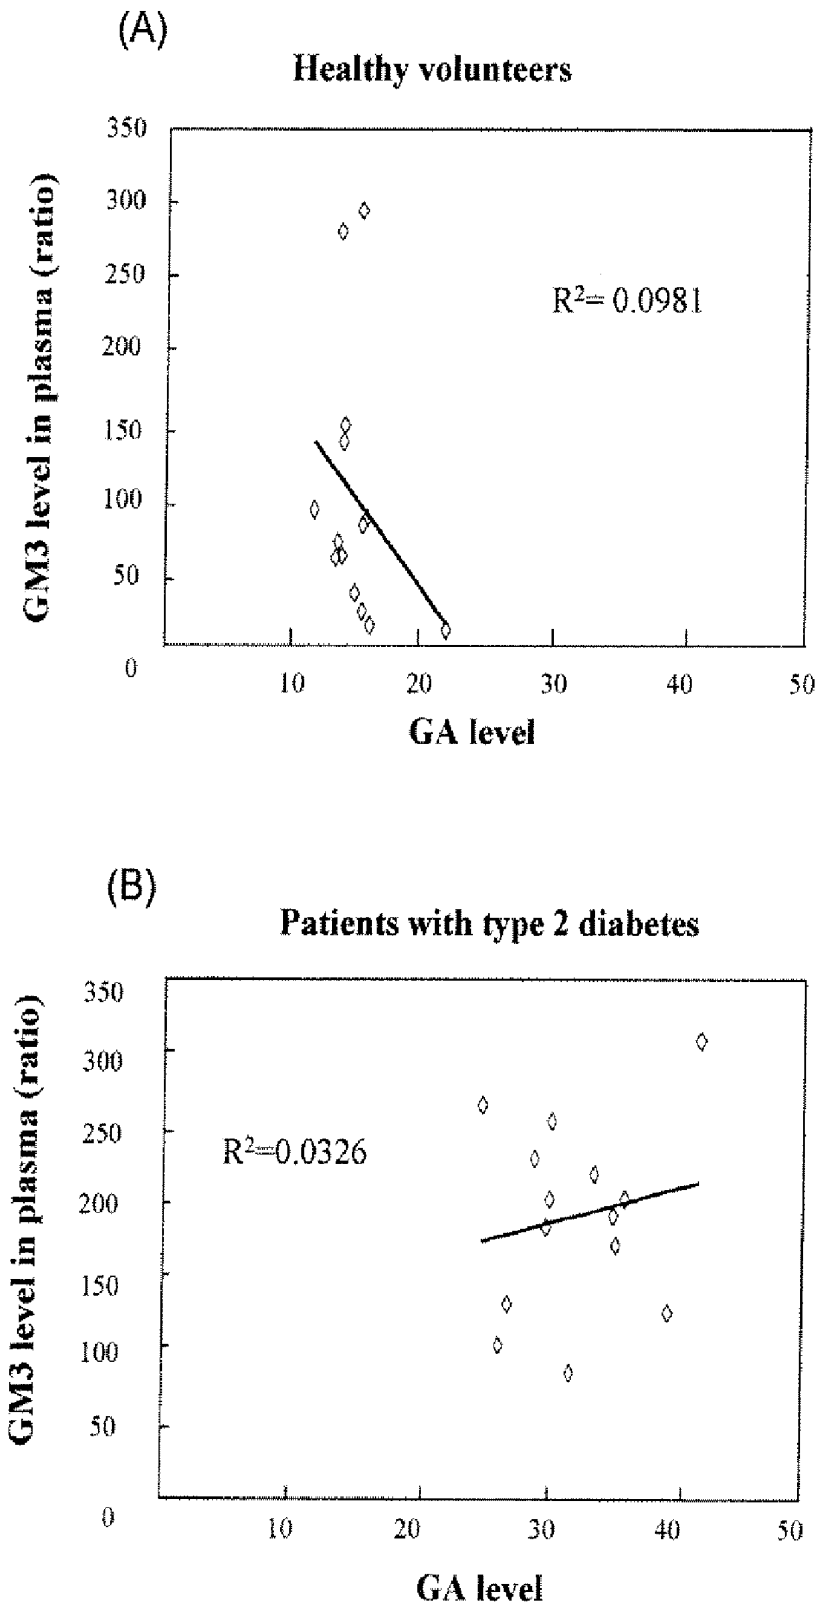 (A)
Healthy volunteers
350
300
250
200
150
100
50
0
GM3 level in plasma (ratio)
R²= 0.0981
10 20 30 40 50
GA level
(B)
Patients with type 2 diabetes
350
300
250
200
150
100
50
0
GM3 level in plasma (ratio)
R²=0.0326
10 20 30 40 50
GA level